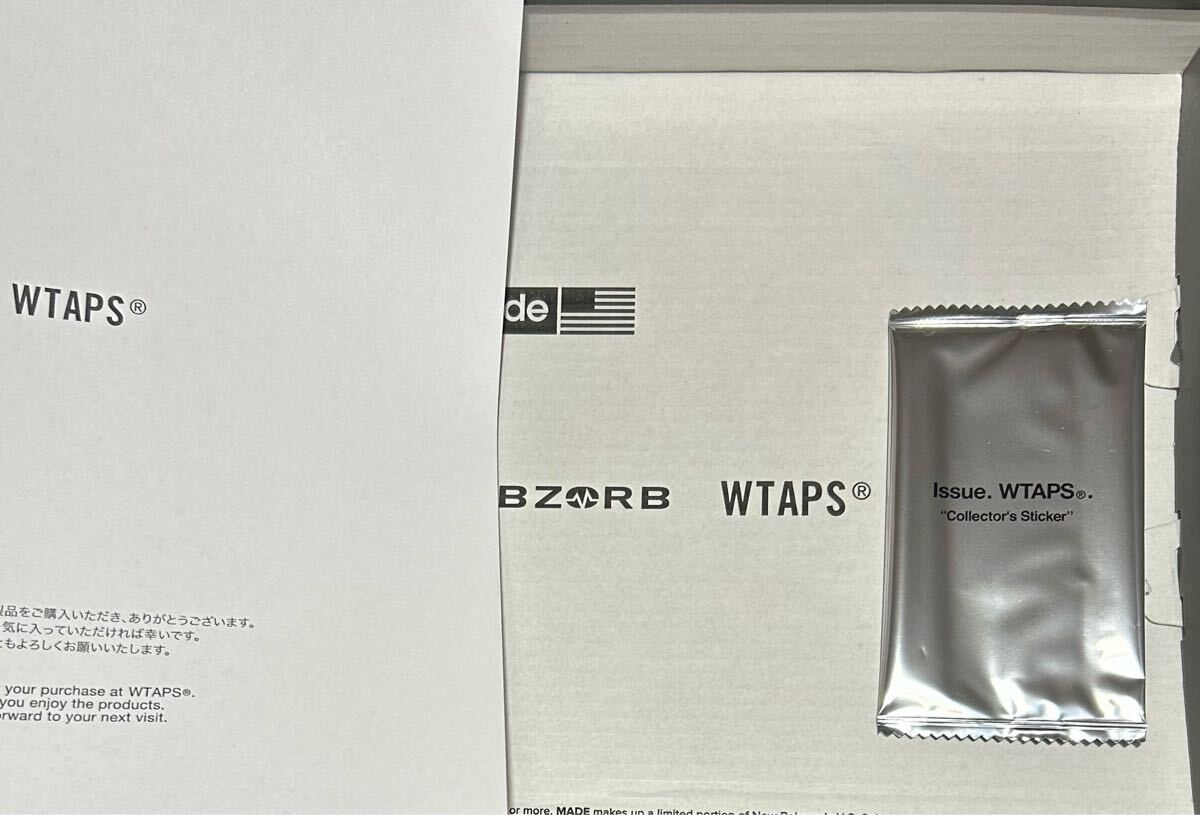 WTAPS®
製品をご購入いただき、ありがとうございます。
気に入っていただければ幸いです。
もよろしくお願いいたします。
your purchase at WTAPS®.
you enjoy the products.
rward to your next visit.
de
BZORB
WTAPS®
Issue. WTAPS®.
“Collector's Sticker”
or more. MADE makes up a limited portion of New